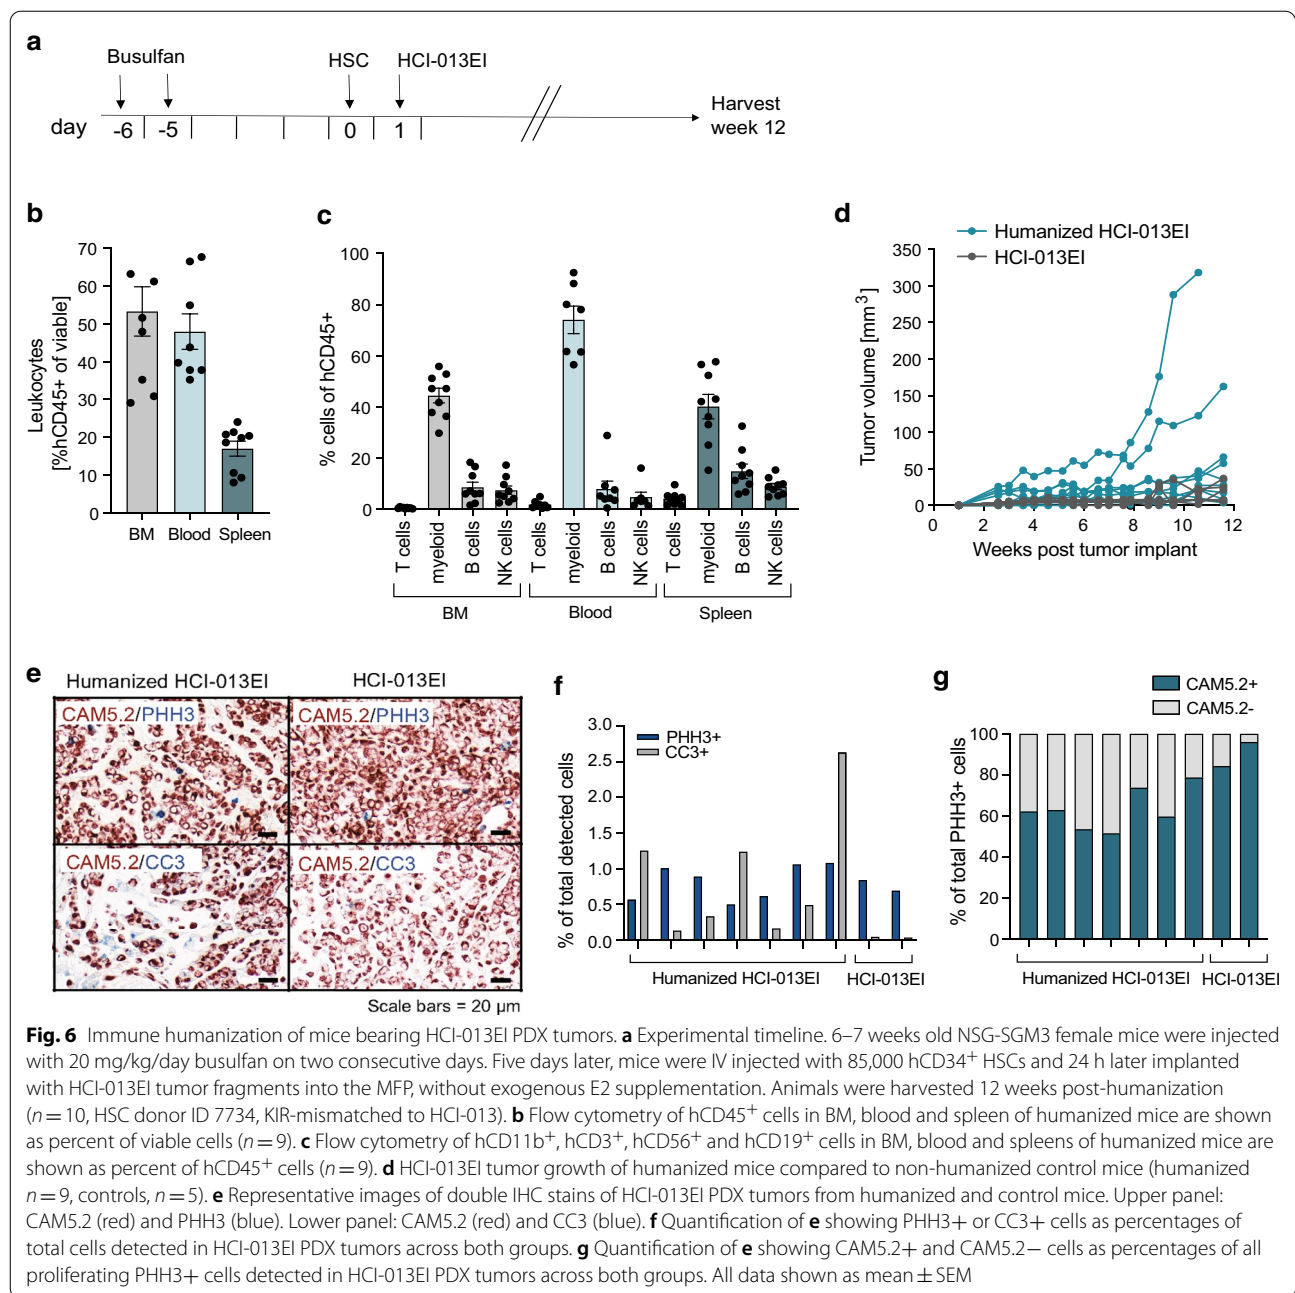 a
Busulfan
HSC
HCI-013EI
day
-6
-5
0
1
Harvest
week 12
b
Leukocytes
[%hCD45+ of viable]
70
60
50
40
30
20
10
0
BM
Blood
Spleen
c
% cells of hCD45+
100
80
60
40
20
0
T cells
myeloid
B cells
NK cells
T cells
myeloid
B cells
NK cells
T cells
myeloid
B cells
NK cells
BM
Blood
Spleen
d
Humanized HCI-013EI
HCI-013EI
Tumor volume [mm³]
350
300
250
200
150
100
50
0
0
2
4
6
8
10
12
Weeks post tumor implant
e
Humanized HCI-013EI
HCI-013EI
CAM5.2/PHH3
CAM5.2/PHH3
CAM5.2/CC3
CAM5.2/CC3
Scale bars = 20 µm
f
PHH3+
CC3+
% of total detected cells
3.0
2.5
2.0
1.5
1.0
0.5
0.0
Humanized HCI-013EI
HCI-013EI
g
CAM5.2+
CAM5.2-
% of total PHH3+ cells
100
80
60
40
20
0
Humanized HCI-013EI
HCI-013EI
Fig. 6 Immune humanization of mice bearing HCI-013EI PDX tumors. a Experimental timeline. 6–7 weeks old NSG-SGM3 female mice were injected
with 20 mg/kg/day busulfan on two consecutive days. Five days later, mice were IV injected with 85,000 hCD34⁺ HSCs and 24 h later implanted
with HCI-013EI tumor fragments into the MFP, without exogenous E2 supplementation. Animals were harvested 12 weeks post-humanization
(n = 10, HSC donor ID 7734, KIR-mismatched to HCI-013). b Flow cytometry of hCD45⁺ cells in BM, blood and spleen of humanized mice are shown
as percent of viable cells (n = 9). c Flow cytometry of hCD11b⁺, hCD3⁺, hCD56⁺ and hCD19⁺ cells in BM, blood and spleens of humanized mice are
shown as percent of hCD45⁺ cells (n = 9). d HCI-013EI tumor growth of humanized mice compared to non-humanized control mice (humanized
n = 9, controls, n = 5). e Representative images of double IHC stains of HCI-013EI PDX tumors from humanized and control mice. Upper panel:
CAM5.2 (red) and PHH3 (blue). Lower panel: CAM5.2 (red) and CC3 (blue). f Quantification of e showing PHH3+ or CC3+ cells as percentages of
total cells detected in HCI-013EI PDX tumors across both groups. g Quantification of e showing CAM5.2+ and CAM5.2− cells as percentages of all
proliferating PHH3+ cells detected in HCI-013EI PDX tumors across both groups. All data shown as mean ± SEM